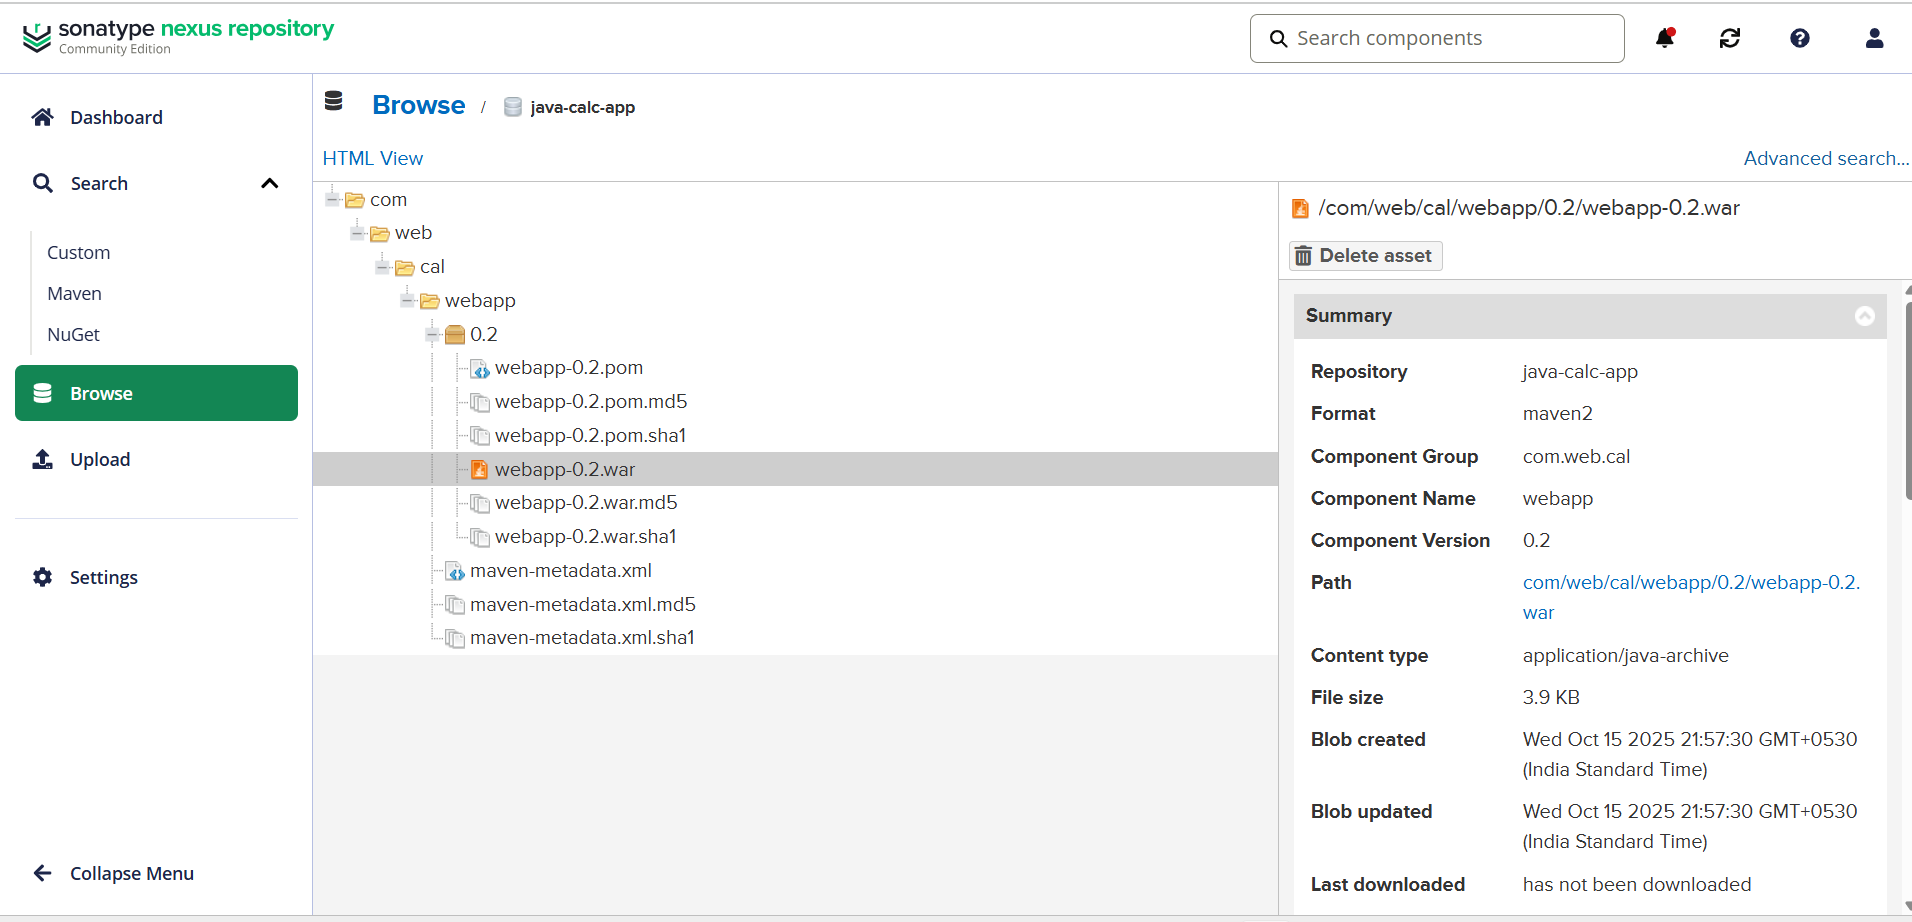 sonatype nexus repository
Community Edition
Search components
Dashboard
Search
Custom
Maven
NuGet
Browse
Upload
Settings
Collapse Menu
Browse / java-calc-app
HTML View
Advanced search...
com
web
cal
webapp
0.2
webapp-0.2.pom
webapp-0.2.pom.md5
webapp-0.2.pom.sha1
webapp-0.2.war
webapp-0.2.war.md5
webapp-0.2.war.sha1
maven-metadata.xml
maven-metadata.xml.md5
maven-metadata.xml.sha1
/com/web/cal/webapp/0.2/webapp-0.2.war
Delete asset
Summary
Repository java-calc-app
Format maven2
Component Group com.web.cal
Component Name webapp
Component Version 0.2
Path com/web/cal/webapp/0.2/webapp-0.2.
war
Content type application/java-archive
File size 3.9 KB
Blob created Wed Oct 15 2025 21:57:30 GMT+0530
(India Standard Time)
Blob updated Wed Oct 15 2025 21:57:30 GMT+0530
(India Standard Time)
Last downloaded has not been downloaded